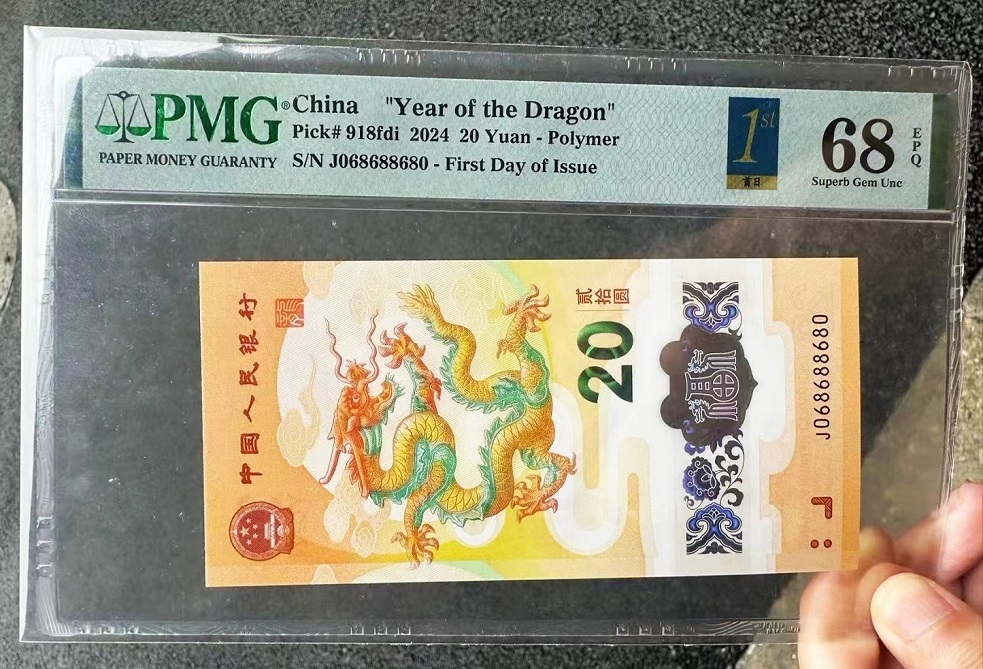 PMG®
PAPER MONEY GUARANTY
China "Year of the Dragon"
Pick# 918fdi 2024 20 Yuan - Polymer
S/N J068688680 - First Day of Issue
1st
首日
68
EPQ
Superb Gem Unc
中国人民银行
贰拾圆
20
福
J068688680